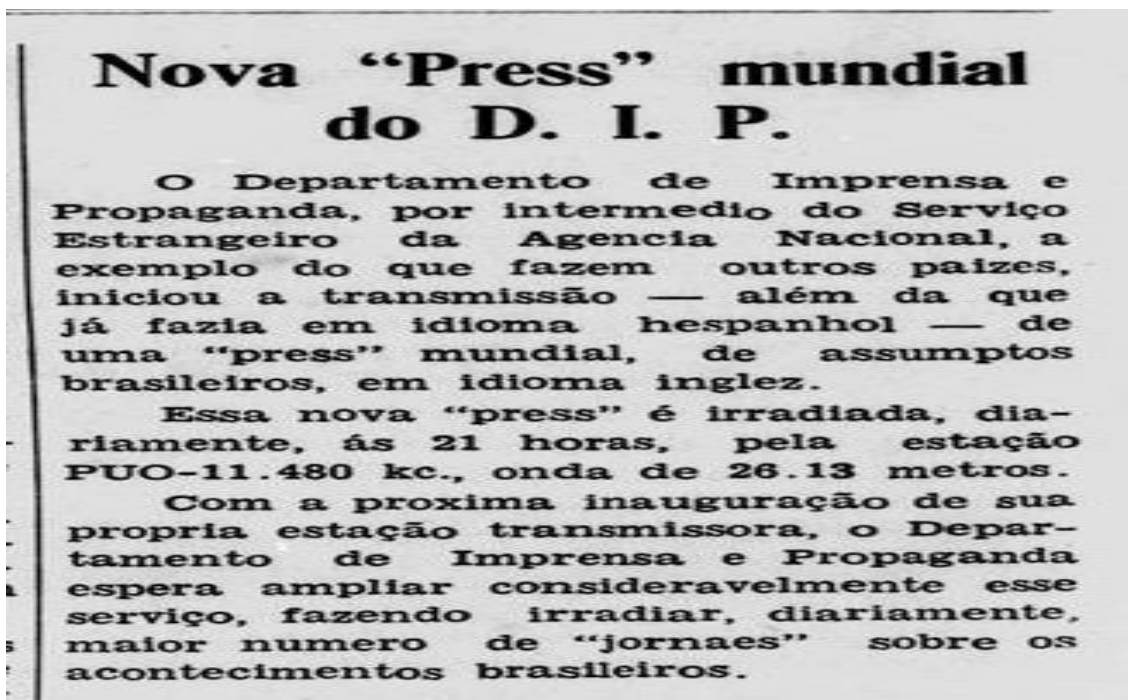 Nova “Press” mundial
do D. I. P.
O Departamento de Imprensa e
Propaganda, por intermedio do Serviço
Estrangeiro da Agencia Nacional, a
exemplo do que fazem outros paizes,
iniciou a transmissão — além da que
já fazia em idioma hespanhol — de
uma “press” mundial, de assumptos
brasileiros, em idioma inglez.
Essa nova “press” é irradiada, dia-
riamente, ás 21 horas, pela estação
PUO-11.480 kc., onda de 26.13 metros.
Com a proxima inauguração de sua
propria estação transmissora, o Depar-
tamento de Imprensa e Propaganda
espera ampliar consideravelmente esse
serviço, fazendo irradiar, diariamente,
maior numero de “jornaes” sobre os
acontecimentos brasileiros.